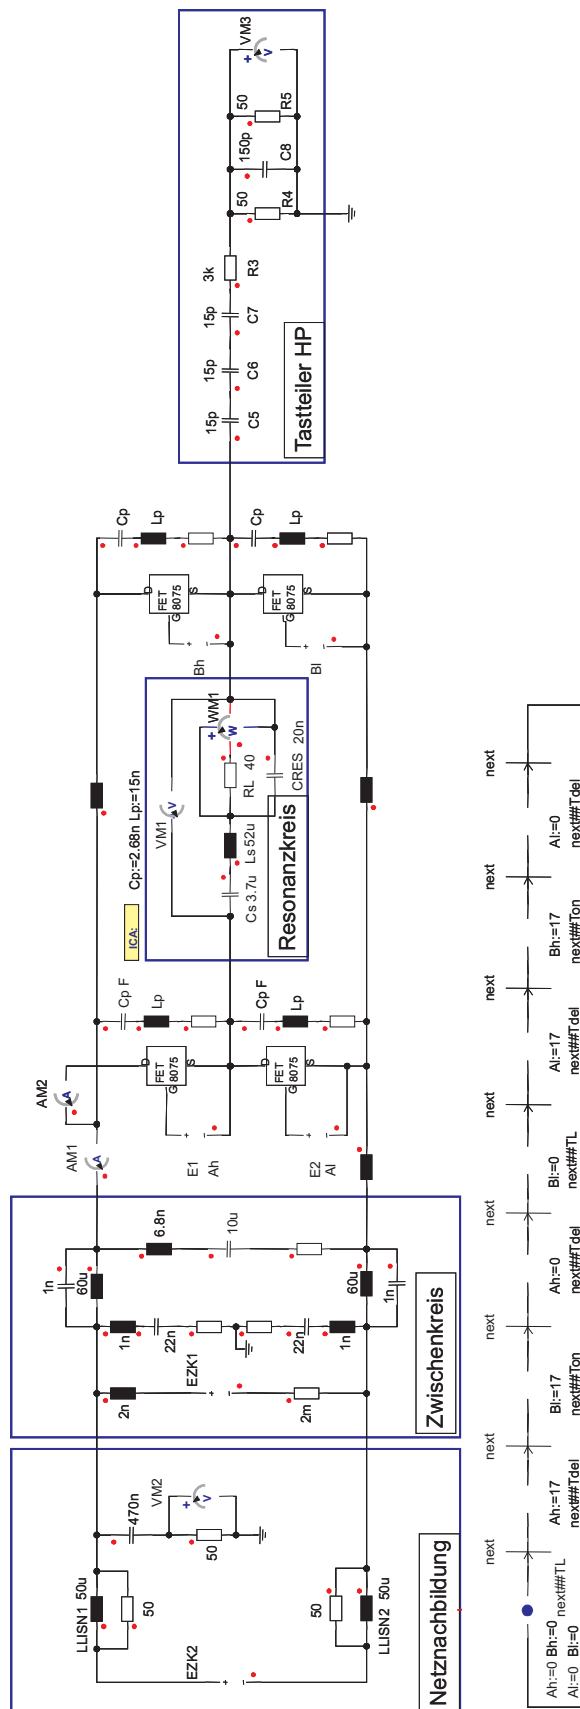 Netznachbildung
EZK2
LLISN1 50u
50
50
LLISN2 50u
470n
VM2
+
V
50
Zwischenkreis
2n
EZK1
2m
1n
22n
22n
1n
1n
60u
60u
1n
6.8n
10u
AM1
A
AM2
A
E1
Ah
E2
Al
FET
8075
D
G
S
FET
8075
D
G
S
Cp F
Lp
Cp F
Lp
ICA:
Cp:=2.68n Lp:=15n
Resonanzkreis
VM1
V
Cs 3.7u
Ls 52u
RL 40
WM1
+
W
CRES 20n
Bh
Bl
FET
8075
D
G
S
FET
8075
D
G
S
Cp
Lp
Cp
Lp
Tastteiler HP
15p
C5
15p
C6
15p
C7
3k
R3
50
R4
150p
C8
50
R5
VM3
+
V
Ah:=0 Bh:=0
Al:=0 Bl:=0
next##TL
next
Ah:=17
next##Tdel
next
Bl:=17
next##Ton
next
Ah:=0
next##Tdel
next
Bl:=0
next##TL
next
Al:=17
next##Tdel
next
Bh:=17
next##Ton
next
Al:=0
next##Tdel
next